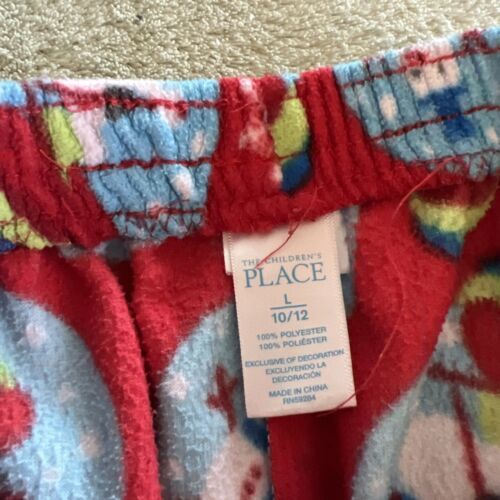 THE CHILDREN'S
PLACE
L
10/12
100% POLYESTER
100% POLIÉSTER
EXCLUSIVE OF DECORATION
EXCLUYENDO LA
DECORACIÓN
MADE IN CHINA
RN59284